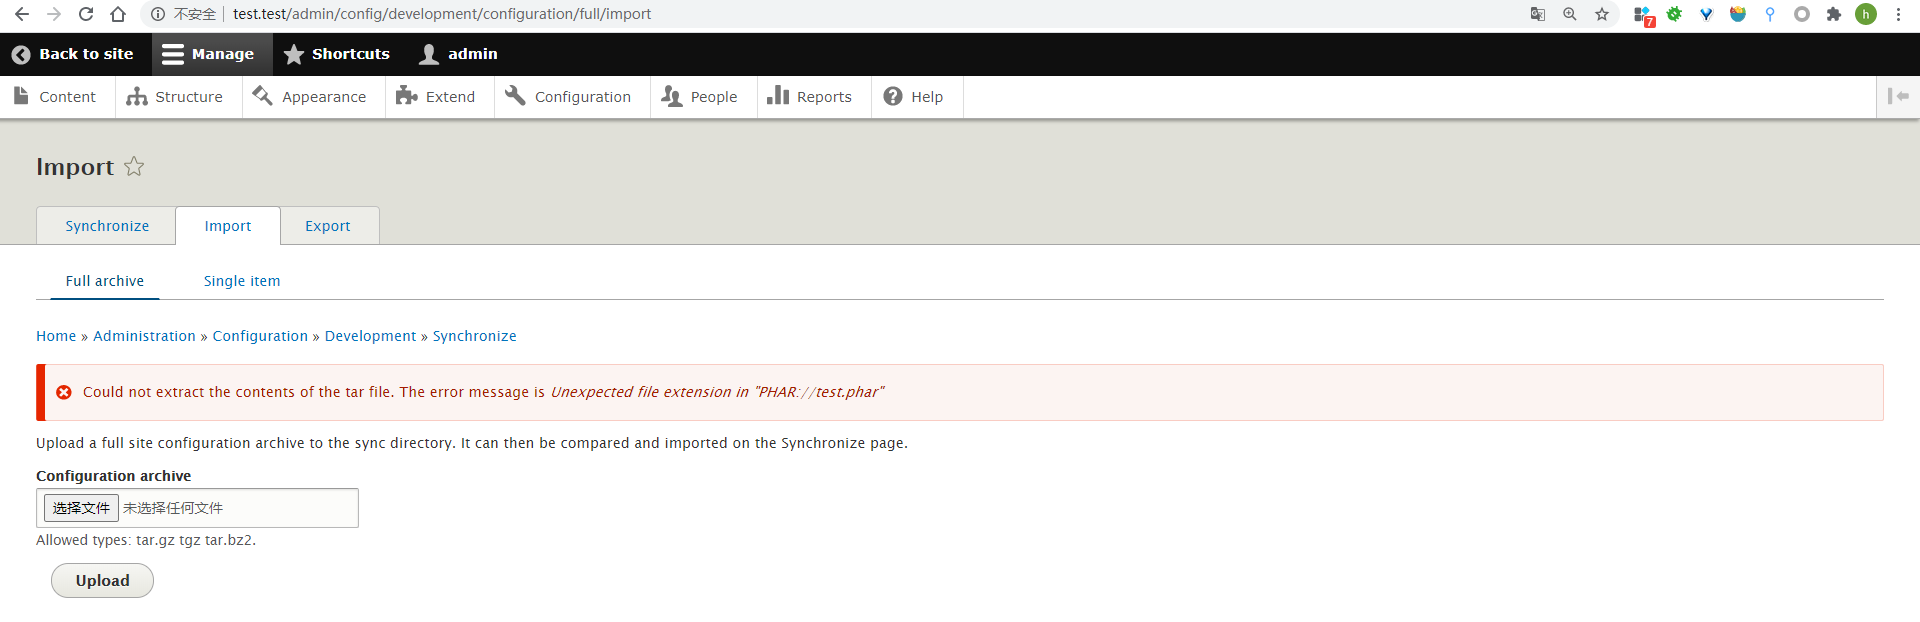 不安全 test.test/admin/config/development/configuration/full/import 7 h
Back to site Manage Shortcuts admin
Content Structure Appearance Extend Configuration People Reports Help
Import
Synchronize Import Export
Full archive Single item
Home » Administration » Configuration » Development » Synchronize
Could not extract the contents of the tar file. The error message is Unexpected file extension in "PHAR://test.phar"
Upload a full site configuration archive to the sync directory. It can then be compared and imported on the Synchronize page.
Configuration archive
选择文件 未选择任何文件
Allowed types: tar.gz tgz tar.bz2.
Upload